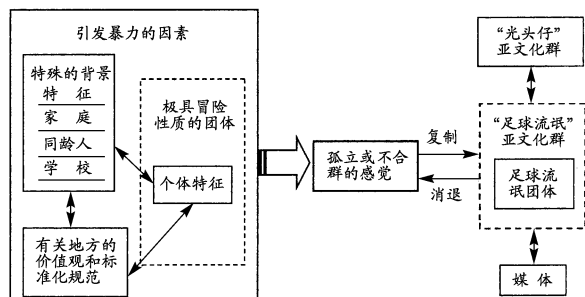 引发暴力的因素
特殊的背景
特 征
家 庭
同龄人
学 校
有关地方的
价值观和标
准化规范
极具冒险
性质的团体
个体特征
孤立或不合
群的感觉
复制
消退
“光头仔”
亚文化群
“足球流氓”
亚文化群
足球流
氓团体
媒 体